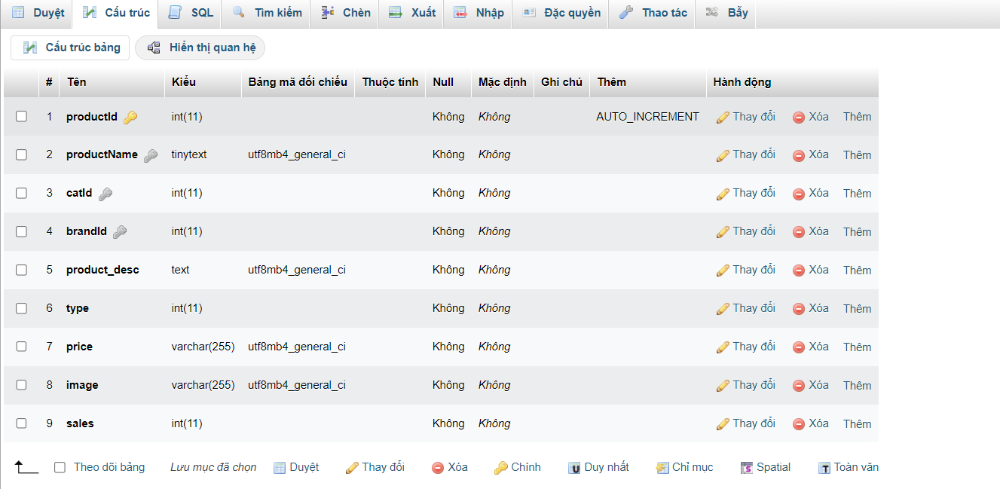 Duyệt Cấu trúc SQL Tìm kiếm Chèn Xuất Nhập Đặc quyền Thao tác Bẫy
Cấu trúc bảng Hiển thị quan hệ
# Tên Kiểu Bảng mã đối chiếu Thuộc tính Null Mặc định Ghi chú Thêm Hành động
1 productId int(11) Không Không AUTO_INCREMENT Thay đổi Xóa Thêm
2 productName tinytext utf8mb4_general_ci Không Không Thay đổi Xóa Thêm
3 catId int(11) Không Không Thay đổi Xóa Thêm
4 brandId int(11) Không Không Thay đổi Xóa Thêm
5 product_desc text utf8mb4_general_ci Không Không Thay đổi Xóa Thêm
6 type int(11) Không Không Thay đổi Xóa Thêm
7 price varchar(255) utf8mb4_general_ci Không Không Thay đổi Xóa Thêm
8 image varchar(255) utf8mb4_general_ci Không Không Thay đổi Xóa Thêm
9 sales int(11) Không Không Thay đổi Xóa Thêm
Theo dõi bảng Lưu mục đã chọn Duyệt Thay đổi Xóa Chính U Duy nhất Chỉ mục S Spatial T Toàn văn